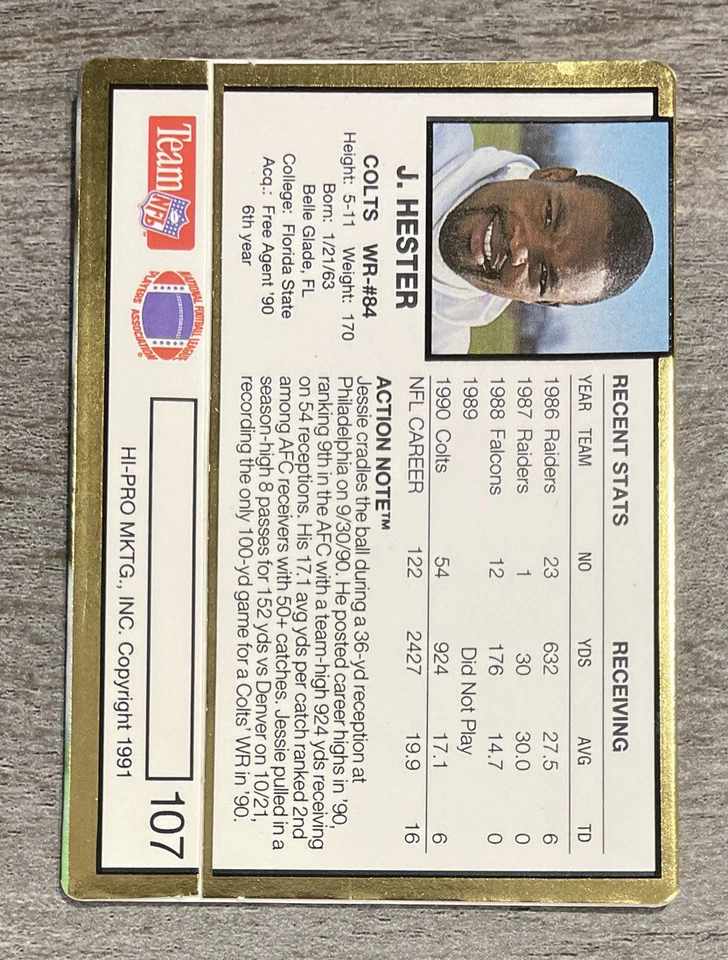 J. HESTER
COLTS WR-#84
Height: 5-11 Weight: 170
Born: 1/21/63
Belle Glade, FL
College: Florida State
Acq.: Free Agent '90
6th year
RECENT STATS RECEIVING
YEAR TEAM NO YDS AVG TD
1986 Raiders 23 632 27.5 6
1987 Raiders 1 30 30.0 0
1988 Falcons 12 176 14.7 0
1989 Did Not Play
1990 Colts 54 924 17.1 6
NFL CAREER 122 2427 19.9 16
ACTION NOTE™
Jessie cradles the ball during a 36-yd reception at
Philadelphia on 9/30/90. He posted career highs in '90,
ranking 9th in the AFC with a team-high 924 yds receiving
on 54 receptions. His 17.1 avg yds per catch ranked 2nd
among AFC receivers with 50+ catches. Jessie pulled in a
season-high 8 passes for 152 yds vs Denver on 10/21,
recording the only 100-yd game for a Colts' WR in '90.
Team NFL™
NATIONAL FOOTBALL LEAGUE
PLAYERS ASSOCIATION
107
HI-PRO MKTG., INC. Copyright 1991